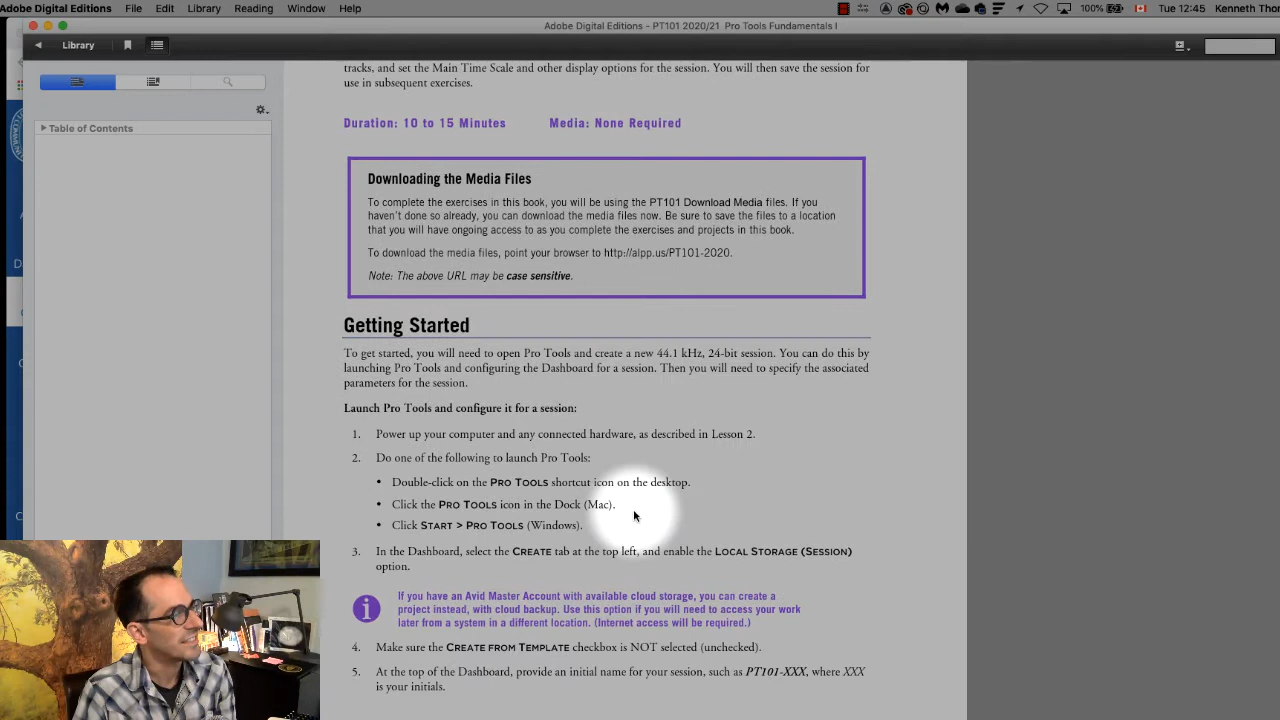 Adobe Digital Editions File Edit Library Reading Window Help 100% Tue 12:45 Kenneth Thor
Adobe Digital Editions - PT101 2020/21 Pro Tools Fundamentals I
Library
tracks, and set the Main Time Scale and other display options for the session. You will then save the session for
use in subsequent exercises.
Table of Contents
Duration: 10 to 15 Minutes Media: None Required
Downloading the Media Files
To complete the exercises in this book, you will be using the PT101 Download Media files. If you
haven't done so already, you can download the media files now. Be sure to save the files to a location
that you will have ongoing access to as you complete the exercises and projects in this book.
To download the media files, point your browser to http://alpp.us/PT101-2020.
Note: The above URL may be case sensitive.
Getting Started
To get started, you will need to open Pro Tools and create a new 44.1 kHz, 24-bit session. You can do this by
launching Pro Tools and configuring the Dashboard for a session. Then you will need to specify the associated
parameters for the session.
Launch Pro Tools and configure it for a session:
1. Power up your computer and any connected hardware, as described in Lesson 2.
2. Do one of the following to launch Pro Tools:
• Double-click on the PRO TOOLS shortcut icon on the desktop.
• Click the PRO TOOLS icon in the Dock (Mac).
• Click START > PRO TOOLS (Windows).
3. In the Dashboard, select the CREATE tab at the top left, and enable the LOCAL STORAGE (SESSION)
option.
If you have an Avid Master Account with available cloud storage, you can create a
project instead, with cloud backup. Use this option if you will need to access your work
later from a system in a different location. (Internet access will be required.)
4. Make sure the CREATE FROM TEMPLATE checkbox is NOT selected (unchecked).
5. At the top of the Dashboard, provide an initial name for your session, such as PT101-XXX, where XXX
is your initials.